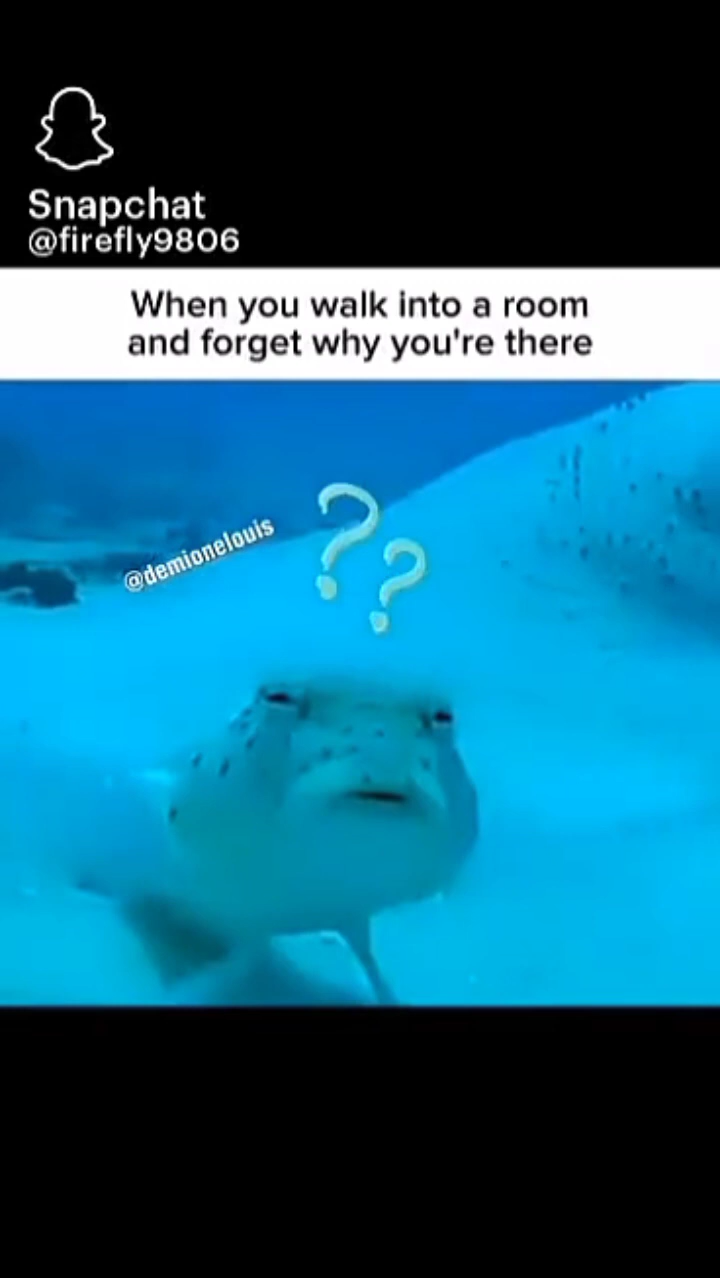 Snapchat
@firefly9806
When you walk into a room
and forget why you're there
??
@demionelouis